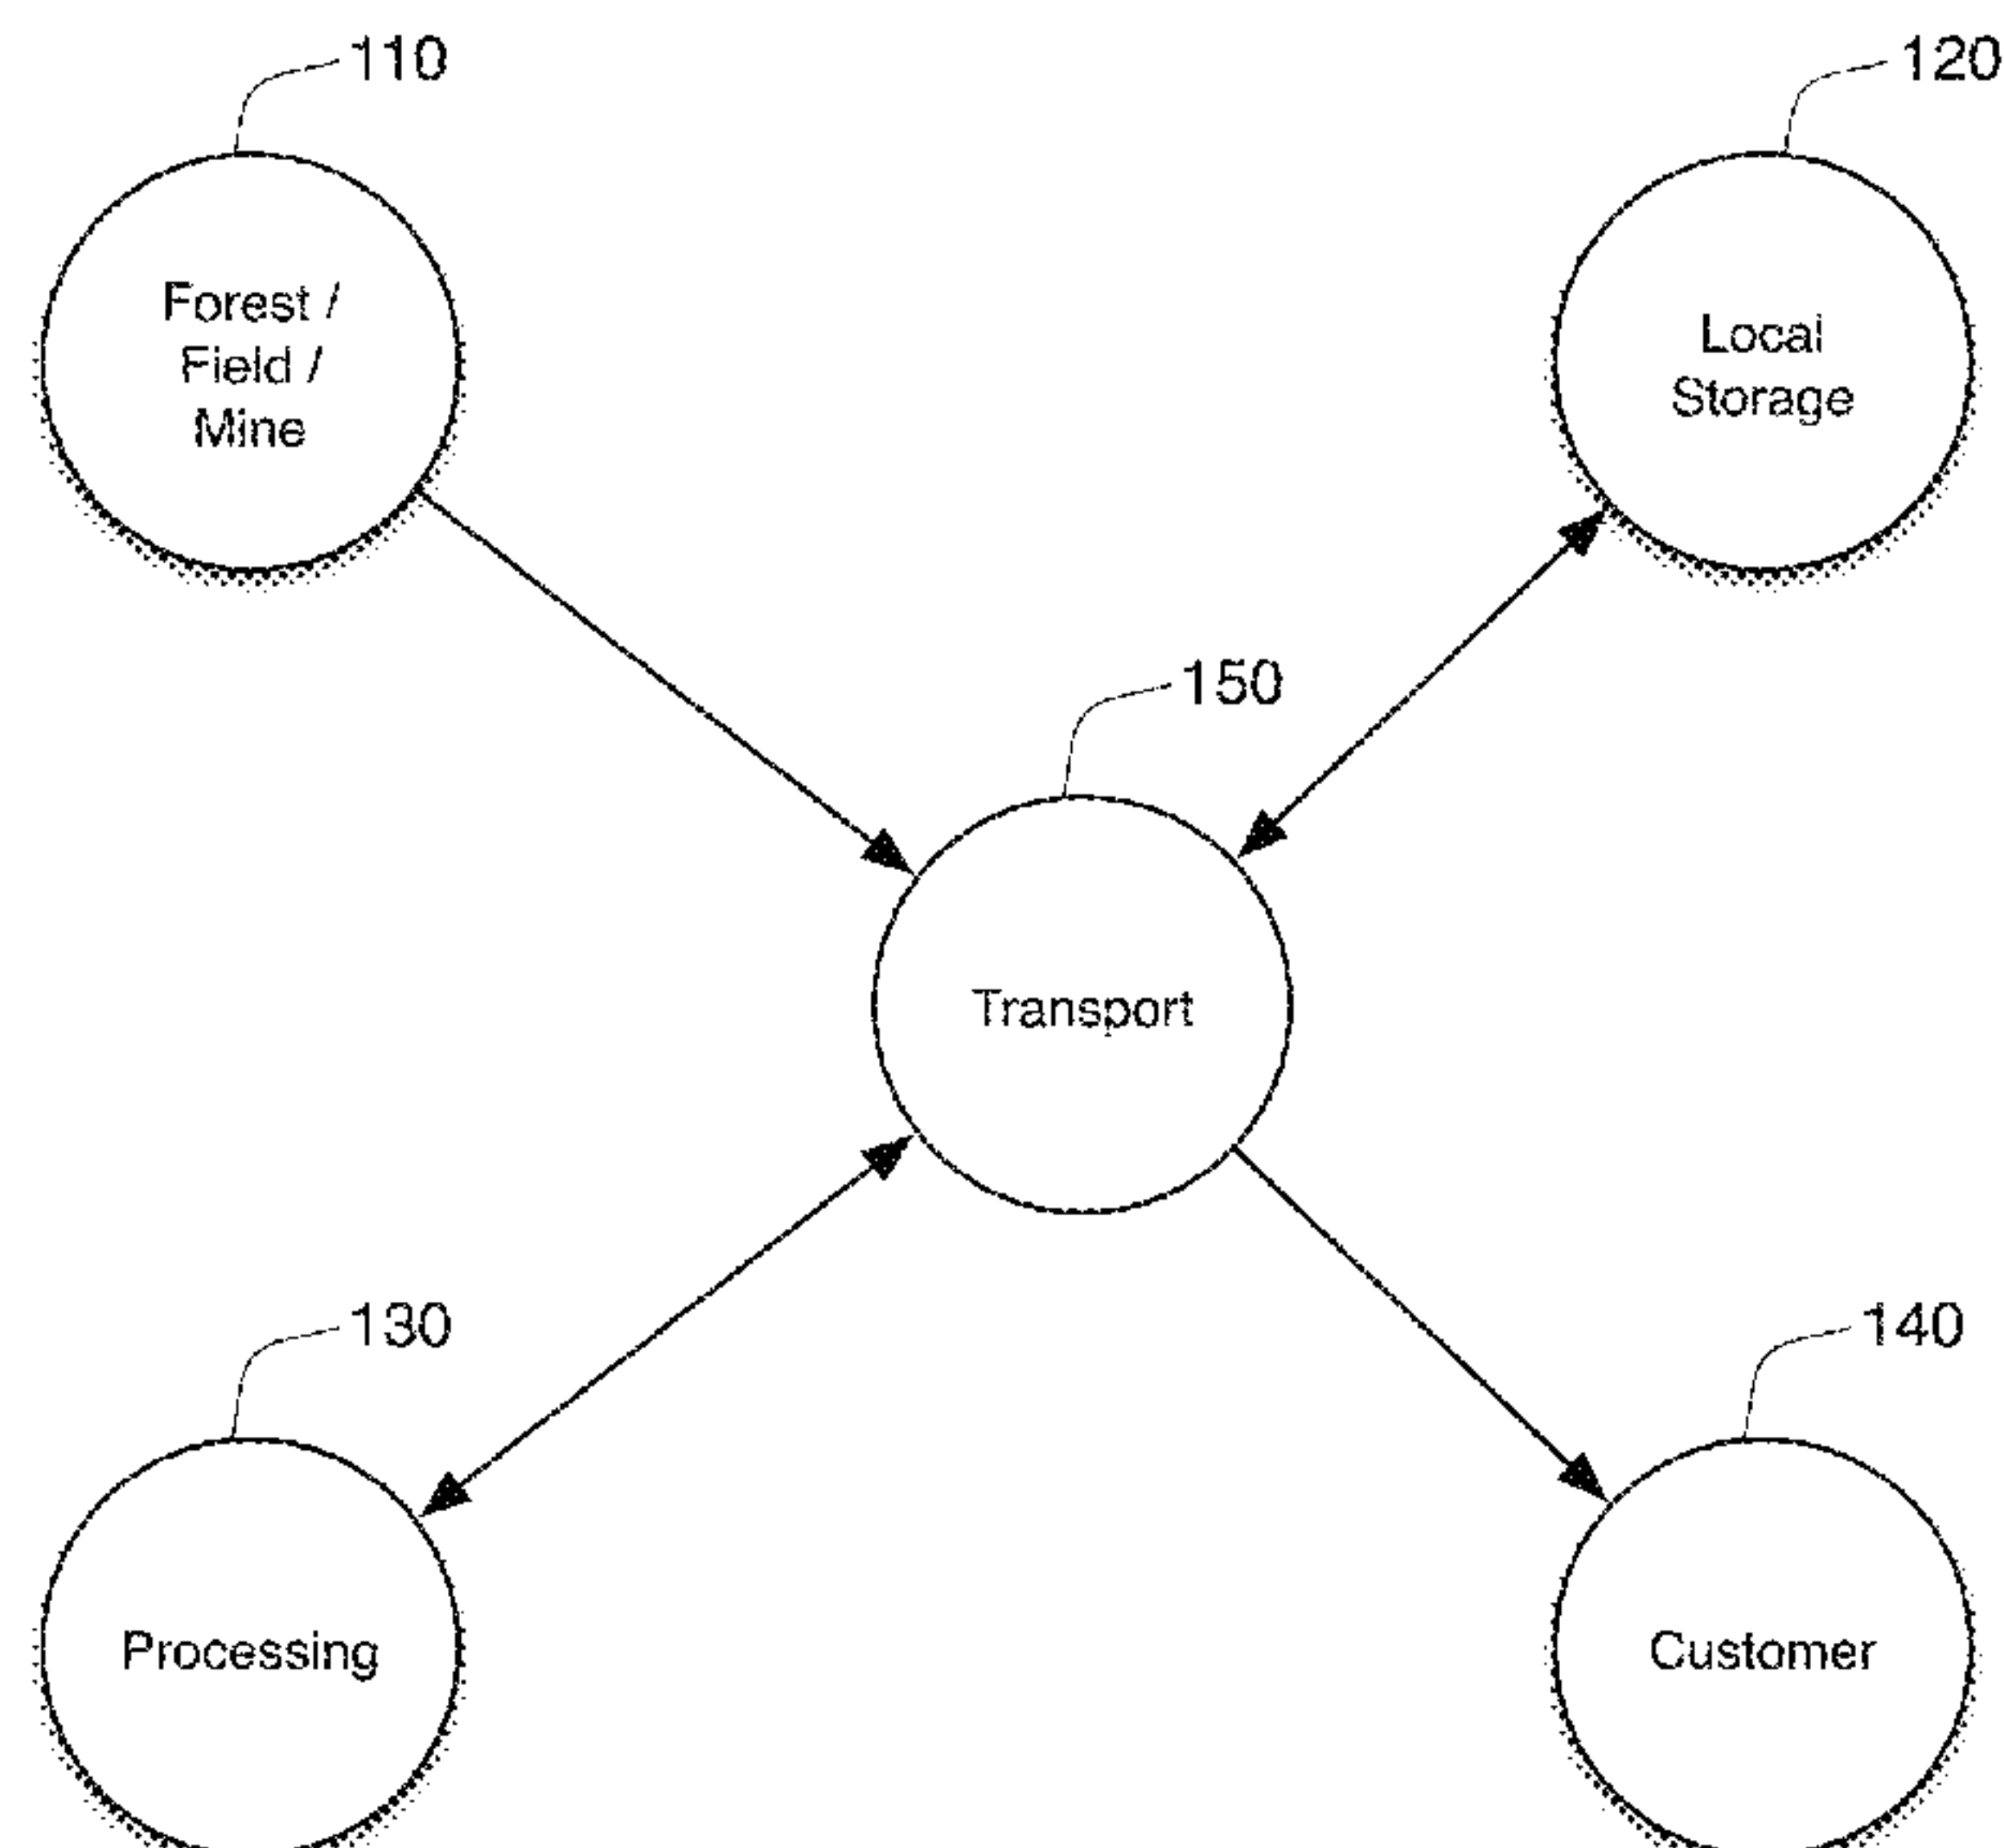 110
120
Forest /
Field /
Mine
Local
Storage
150
Transport
130
140
Processing
Customer